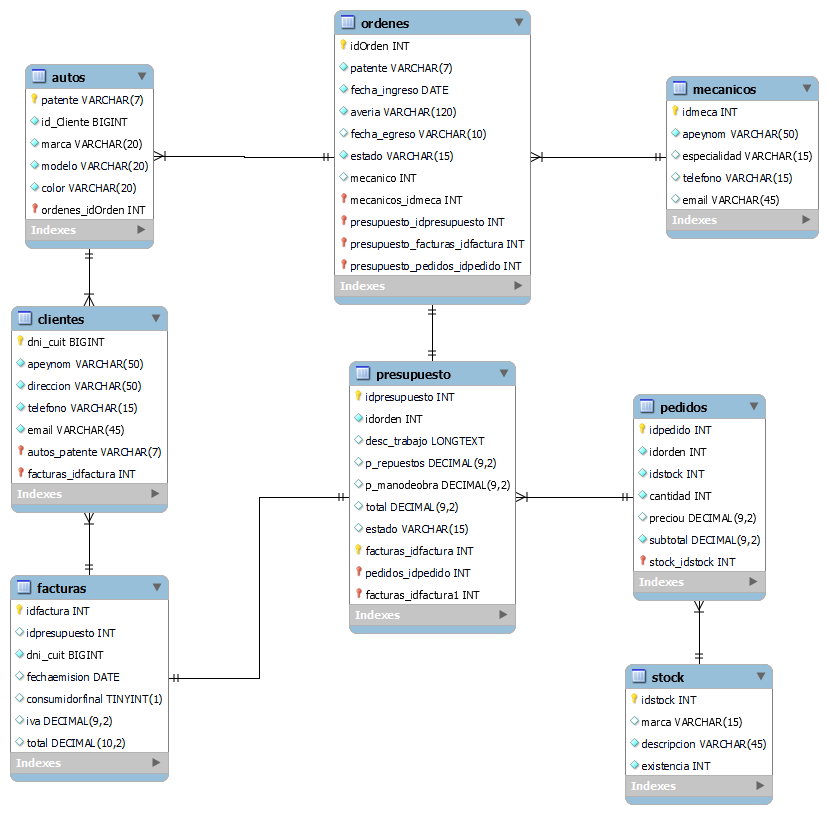 ordenes
idOrden INT
patente VARCHAR(7)
fecha_ingreso DATE
averia VARCHAR(120)
fecha_egreso VARCHAR(10)
estado VARCHAR(15)
mecanico INT
mecanicos_idmeca INT
presupuesto_idpresupuesto INT
presupuesto_facturas_idfactura INT
presupuesto_pedidos_idpedido INT
Indexes
autos
patente VARCHAR(7)
id_Cliente BIGINT
marca VARCHAR(20)
modelo VARCHAR(20)
color VARCHAR(20)
ordenes_idOrden INT
Indexes
mecanicos
idmeca INT
apeynom VARCHAR(50)
especialidad VARCHAR(15)
telefono VARCHAR(15)
email VARCHAR(45)
Indexes
clientes
dni_cuit BIGINT
apeynom VARCHAR(50)
direccion VARCHAR(50)
telefono VARCHAR(15)
email VARCHAR(45)
autos_patente VARCHAR(7)
facturas_idfactura INT
Indexes
presupuesto
idpresupuesto INT
idorden INT
desc_trabajo LONGTEXT
p_repuestos DECIMAL(9,2)
p_manodeobra DECIMAL(9,2)
total DECIMAL(9,2)
estado VARCHAR(15)
facturas_idfactura INT
pedidos_idpedido INT
facturas_idfactura1 INT
Indexes
pedidos
idpedido INT
idorden INT
idstock INT
cantidad INT
preciou DECIMAL(9,2)
subtotal DECIMAL(9,2)
stock_idstock INT
Indexes
facturas
idfactura INT
idpresupuesto INT
dni_cuit BIGINT
fechaemision DATE
consumidorfinal TINYINT(1)
iva DECIMAL(9,2)
total DECIMAL(10,2)
Indexes
stock
idstock INT
marca VARCHAR(15)
descripcion VARCHAR(45)
existencia INT
Indexes